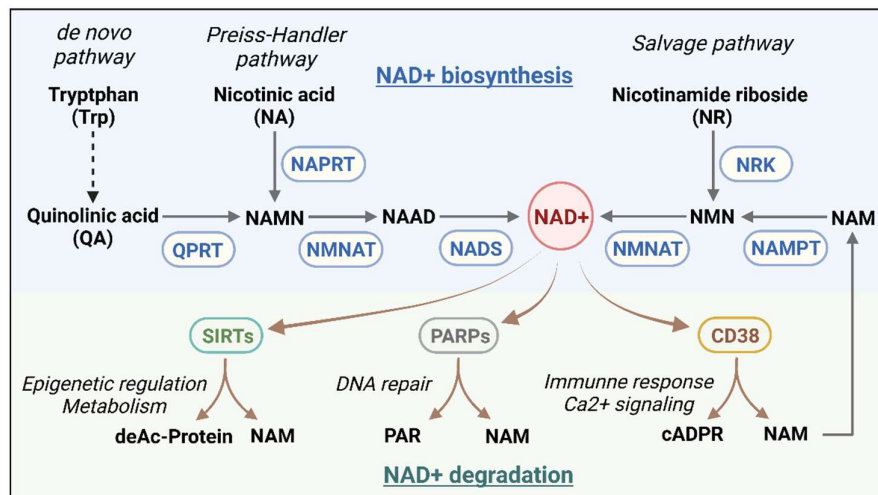 de novo
pathway
Preiss-Handler
pathway
Salvage pathway
NAD+ biosynthesis
Tryptphan
(Trp)
Nicotinic acid
(NA)
Nicotinamide riboside
(NR)
NAPRT
NRK
Quinolinic acid
(QA)
NAMN
NAAD
NAD+
NMN
NAM
QPRT
NMNAT
NADS
NMNAT
NAMPT
SIRTs
PARPs
CD38
Epigenetic regulation
Metabolism
DNA repair
Immunne response
Ca2+ signaling
deAc-Protein
NAM
PAR
NAM
cADPR
NAM
NAD+ degradation